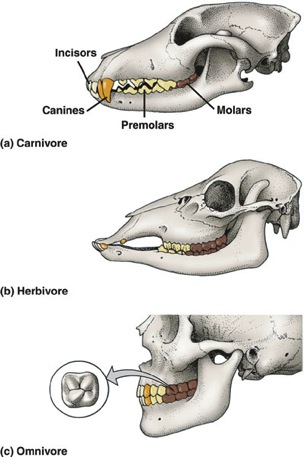 Incisors
Canines
Premolars
Molars
(a) Carnivore
(b) Herbivore
(c) Omnivore